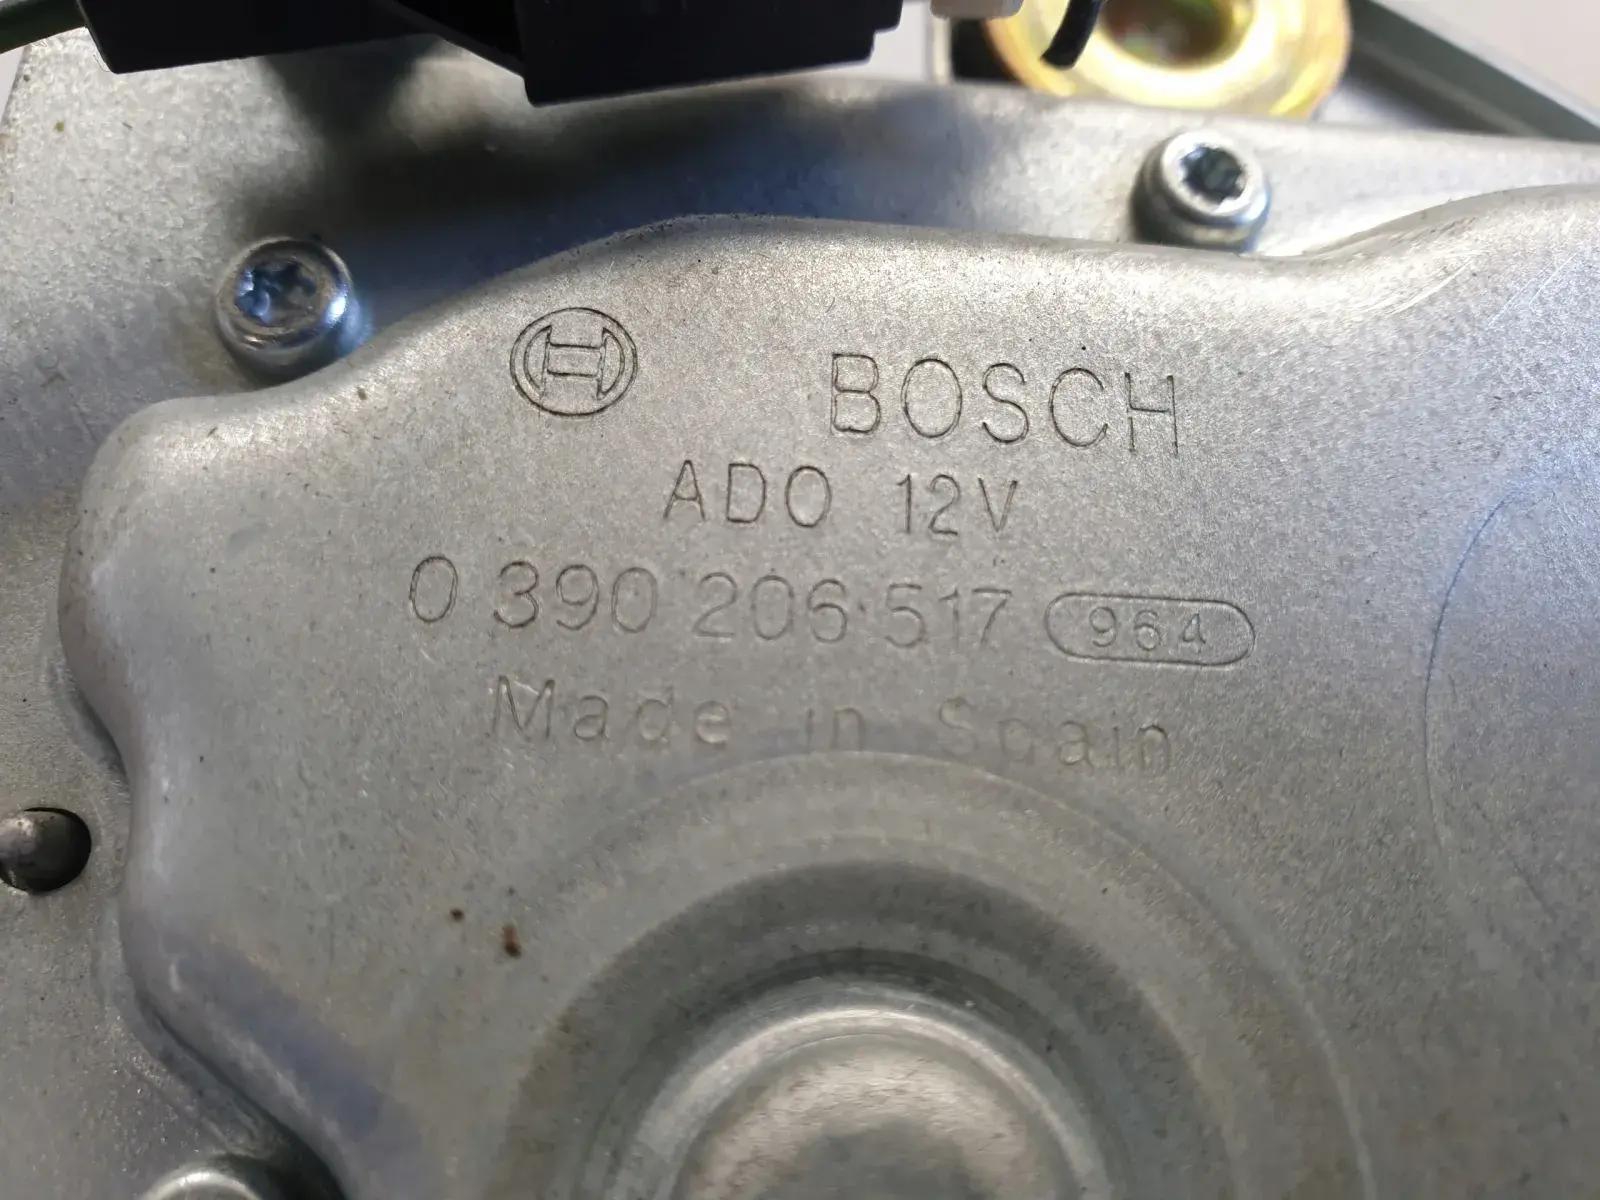 BOSCH
ADO 12V
0 390 206 517 964
Made in Spain